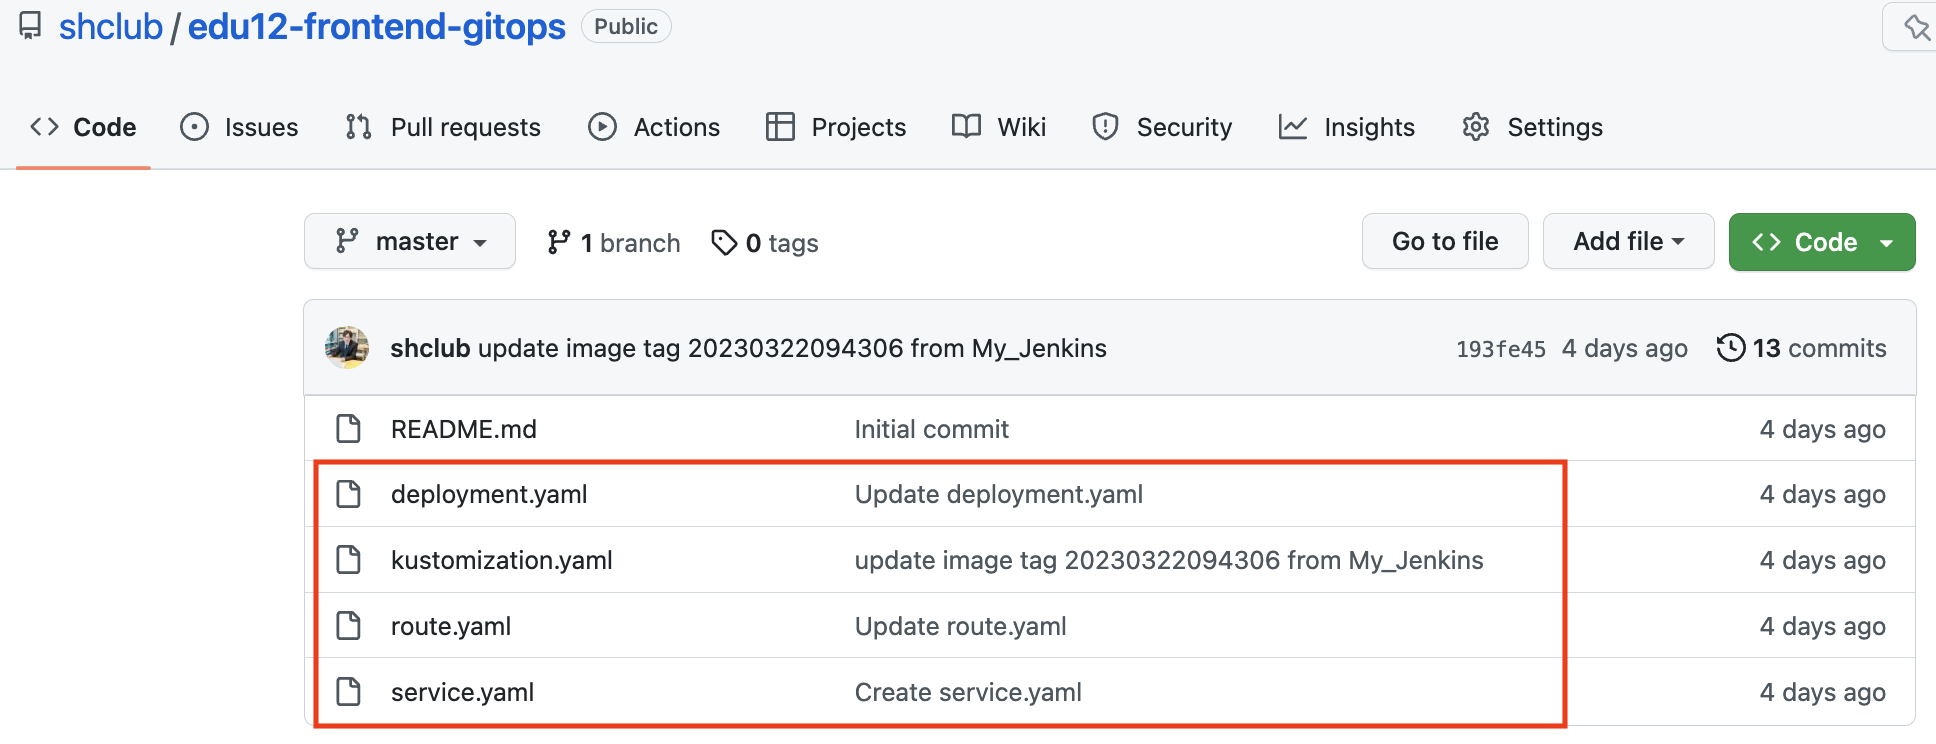 shclub / edu12-frontend-gitops Public
Code Issues Pull requests Actions Projects Wiki Security Insights Settings
master 1 branch 0 tags Go to file Add file Code
shclub update image tag 20230322094306 from My_Jenkins 193fe45 4 days ago 13 commits
README.md Initial commit 4 days ago
deployment.yaml Update deployment.yaml 4 days ago
kustomization.yaml update image tag 20230322094306 from My_Jenkins 4 days ago
route.yaml Update route.yaml 4 days ago
service.yaml Create service.yaml 4 days ago